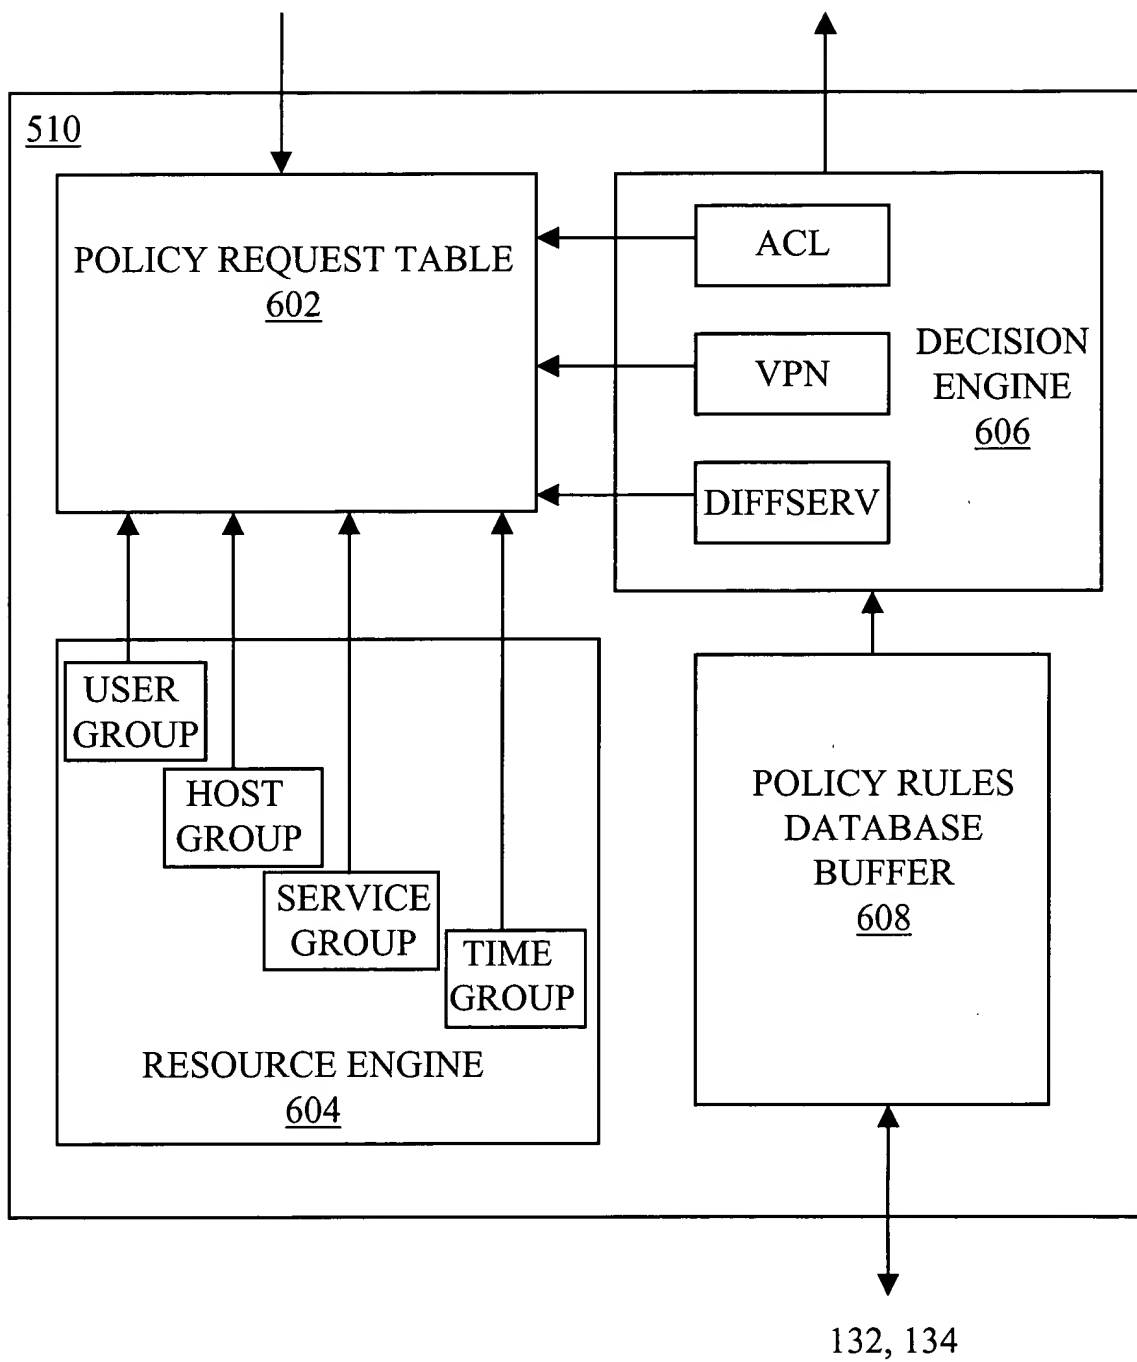 510
POLICY REQUEST TABLE
602
ACL
VPN
DIFFSERV
DECISION
ENGINE
606
USER
GROUP
HOST
GROUP
SERVICE
GROUP
TIME
GROUP
RESOURCE ENGINE
604
POLICY RULES
DATABASE
BUFFER
608
132, 134